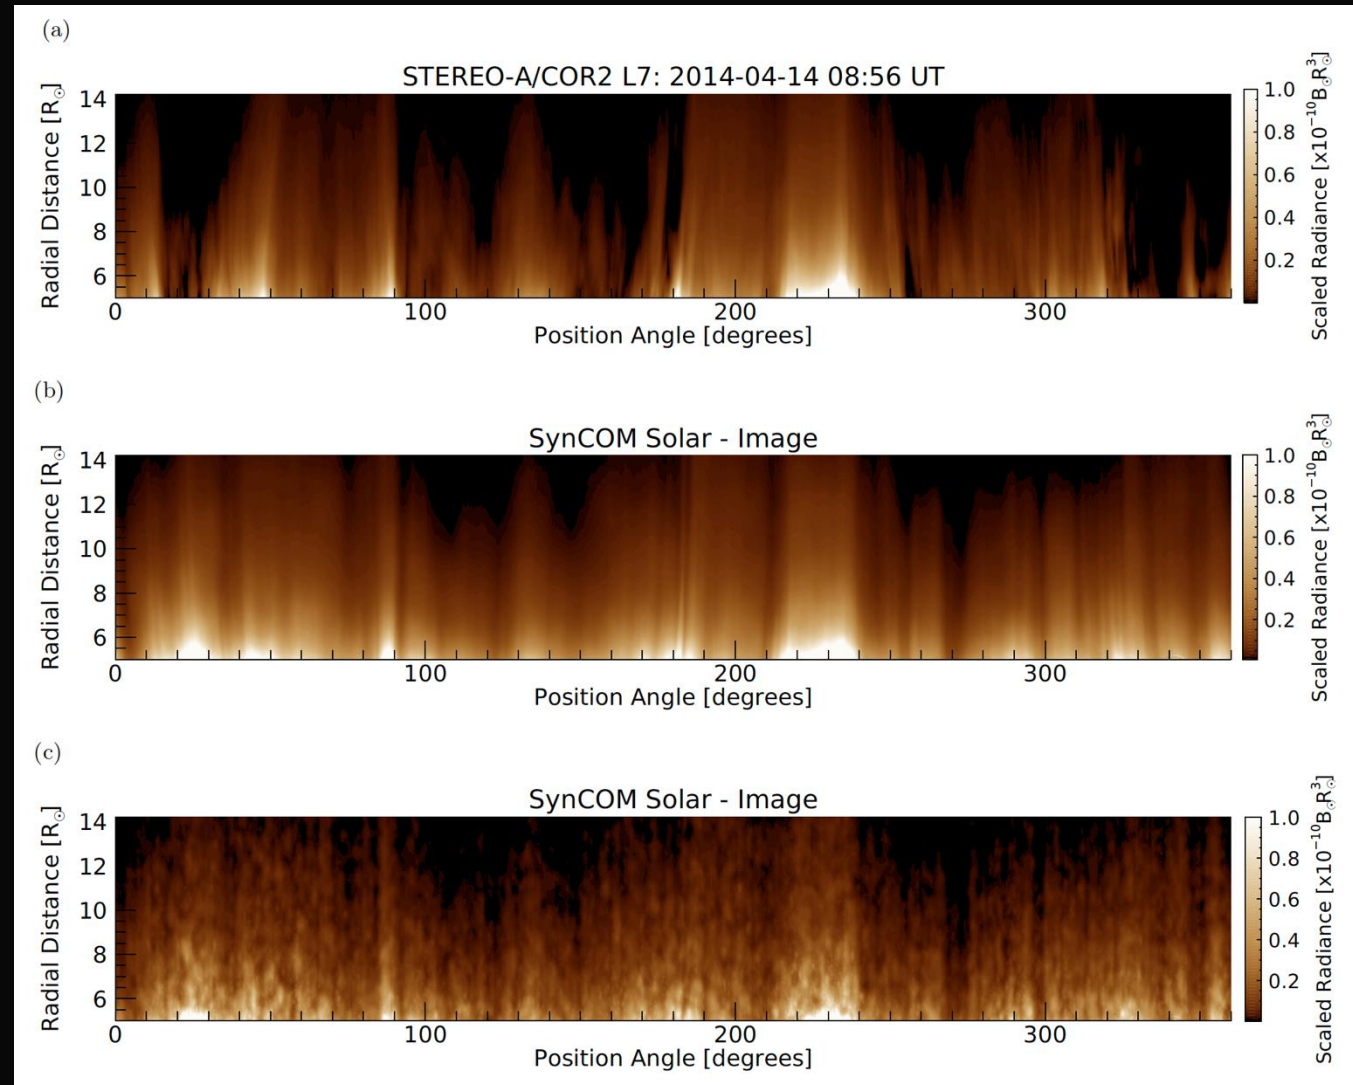 (a)
STEREO-A/COR2 L7: 2014-04-14 08:56 UT
Radial Distance [R☉]
14
12
10
8
6
0
100
200
300
Position Angle [degrees]
1.0
0.8
0.6
0.4
0.2
Scaled Radiance [x10⁻¹⁰B☉R☉³]
(b)
SynCOM Solar - Image
Radial Distance [R☉]
14
12
10
8
6
0
100
200
300
Position Angle [degrees]
1.0
0.8
0.6
0.4
0.2
Scaled Radiance [x10⁻¹⁰B☉R☉³]
(c)
SynCOM Solar - Image
Radial Distance [R☉]
14
12
10
8
6
0
100
200
300
Position Angle [degrees]
1.0
0.8
0.6
0.4
0.2
Scaled Radiance [x10⁻¹⁰B☉R☉³]